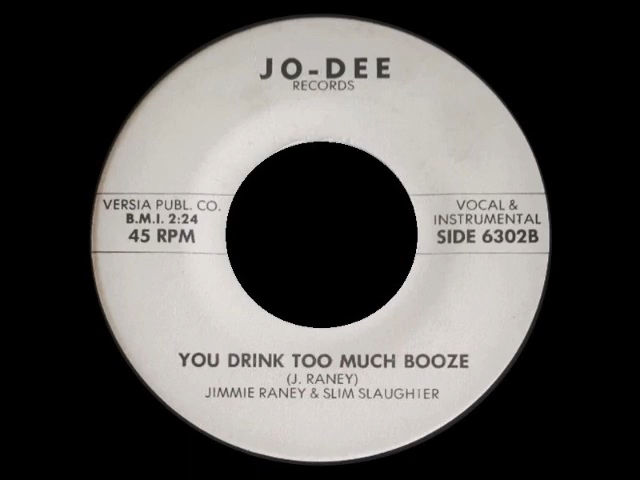 JO-DEE
RECORDS
VERSIA PUBL. CO.
B.M.I. 2:24
45 RPM
VOCAL &
INSTRUMENTAL
SIDE 6302B
YOU DRINK TOO MUCH BOOZE
(J. RANEY)
JIMMIE RANEY & SLIM SLAUGHTER